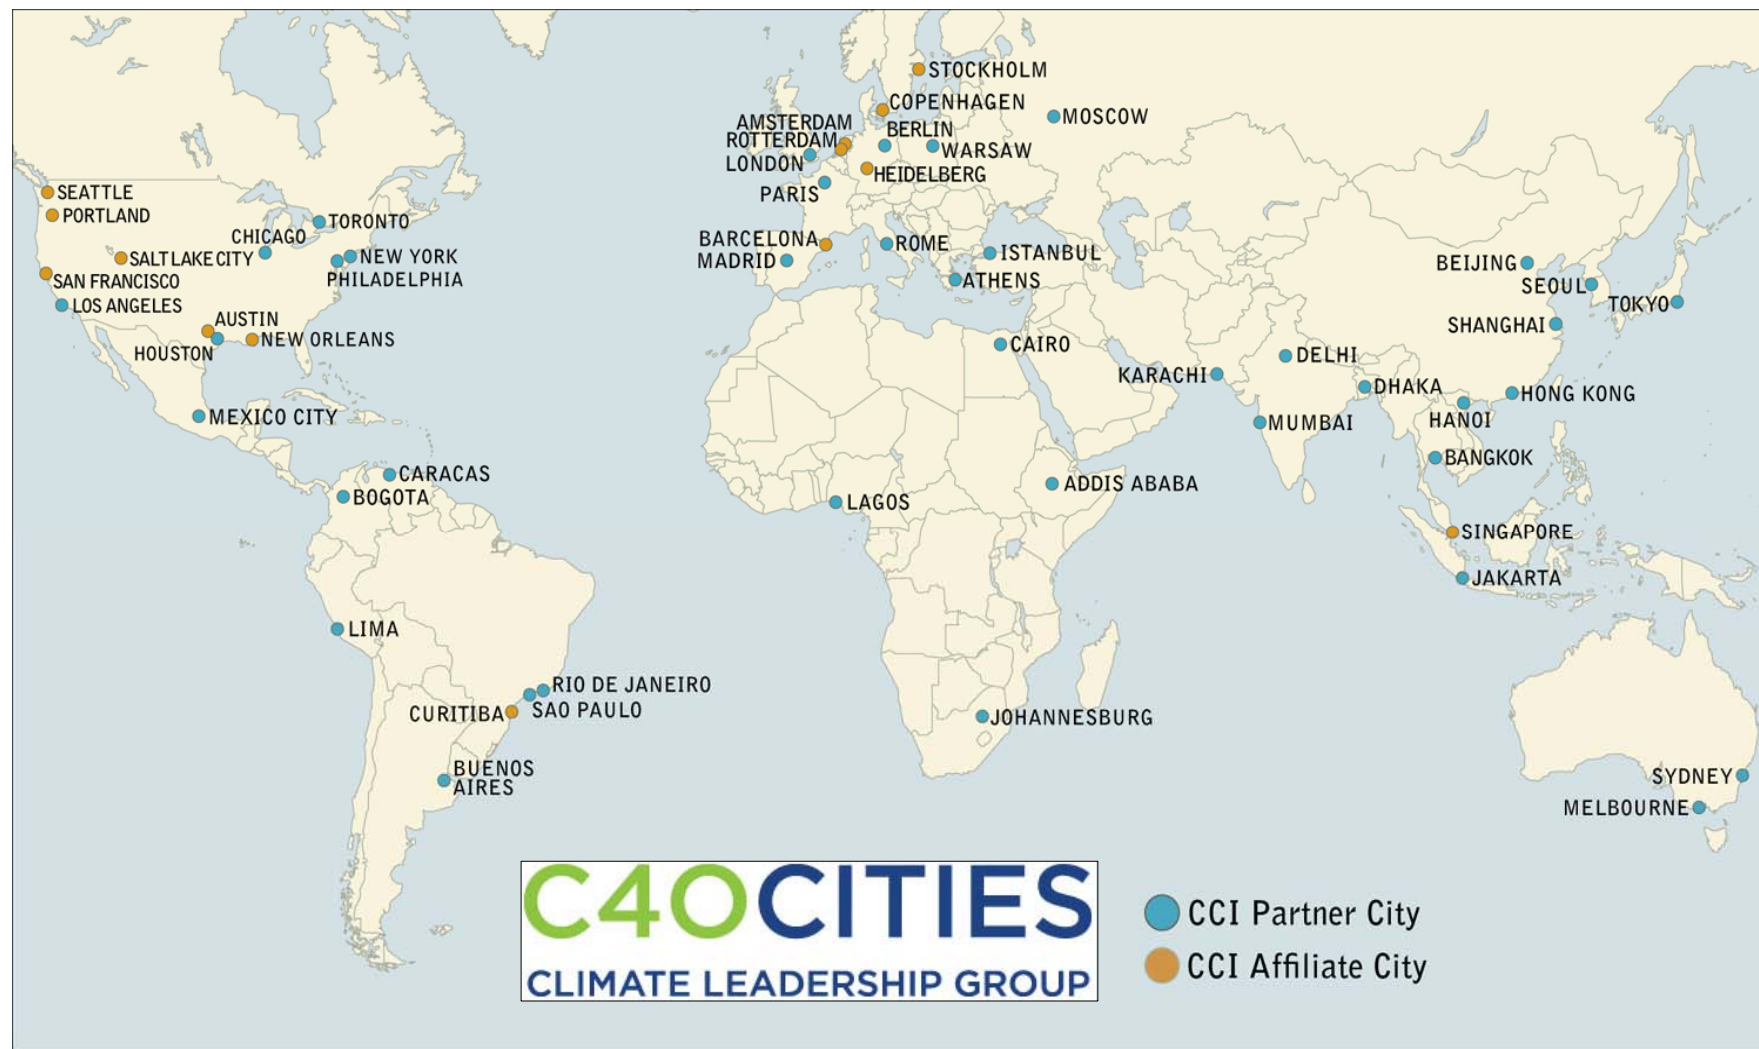 STOCKHOLM
COPENHAGEN
MOSCOW
AMSTERDAM
BERLIN
ROTTERDAM
WARSAW
LONDON
HEIDELBERG
PARIS
SEATTLE
PORTLAND
TORONTO
CHICAGO
BARCELONA
ROME
ISTANBUL
SALT LAKE CITY
NEW YORK
MADRID
BEIJING
SAN FRANCISCO
PHILADELPHIA
ATHENS
SEOUL
LOS ANGELES
TOKYO
AUSTIN
SHANGHAI
NEW ORLEANS
HOUSTON
CAIRO
DELHI
KARACHI
DHAKA
HONG KONG
MEXICO CITY
MUMBAI
HANOI
BANGKOK
CARACAS
ADDIS ABABA
BOGOTA
LAGOS
SINGAPORE
JAKARTA
LIMA
RIO DE JANEIRO
CURITIBA
SAO PAULO
JOHANNESBURG
BUENOS
AIRES
SYDNEY
MELBOURNE
C40CITIES
CLIMATE LEADERSHIP GROUP
CCI Partner City
CCI Affiliate City